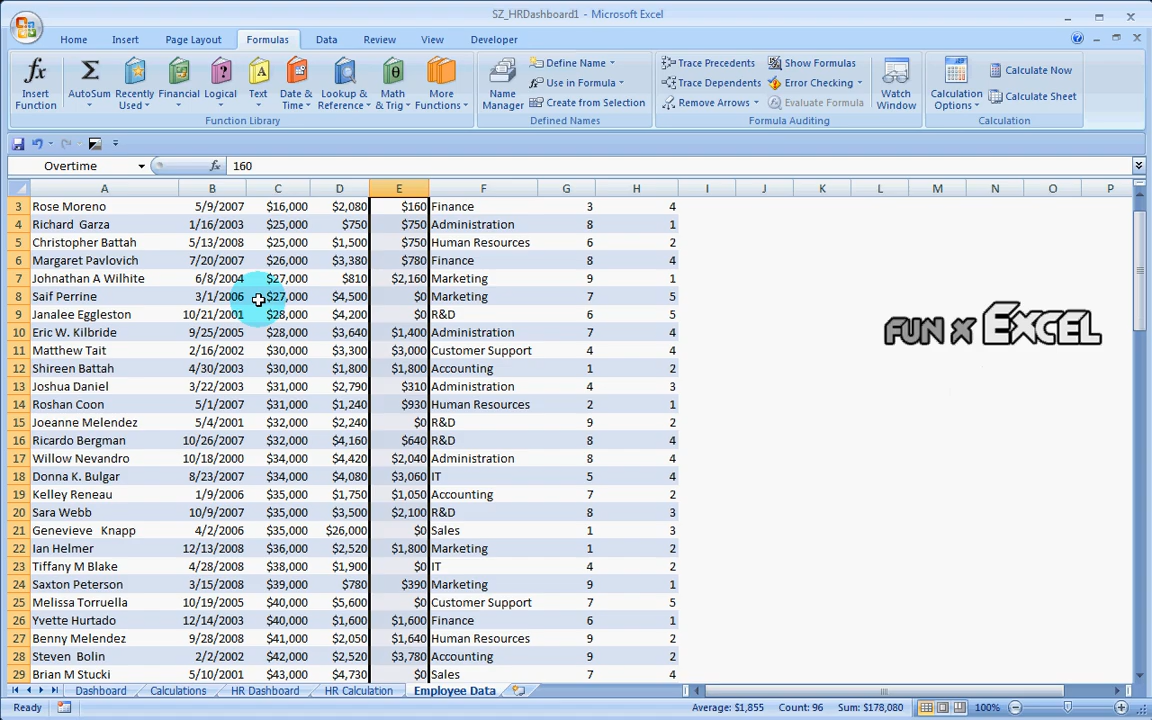 SZ_HRDashboard1 - Microsoft Excel
Home Insert Page Layout Formulas Data Review View Developer
fx Σ ? A θ
Insert Function AutoSum Recently Used Financial Logical Text Date & Time Lookup & Reference Math & Trig More Functions
Function Library
Name Manager
Define Name
Use in Formula
Create from Selection
Defined Names
Trace Precedents Show Formulas
Trace Dependents Error Checking
Remove Arrows Evaluate Formula
Formula Auditing
Watch Window
Calculation Options
Calculate Now
Calculate Sheet
Calculation
Overtime fx 160
A B C D E F G H I J K L M N O P
3 Rose Moreno 5/9/2007 $16,000 $2,080 $160 Finance 3 4
4 Richard Garza 1/16/2003 $25,000 $750 $750 Administration 8 1
5 Christopher Battah 5/13/2008 $25,000 $1,500 $750 Human Resources 6 2
6 Margaret Pavlovich 7/20/2007 $26,000 $3,380 $780 Finance 8 4
7 Johnathan A Wilhite 6/8/2004 $27,000 $810 $2,160 Marketing 9 1
8 Saif Perrine 3/1/2006 $27,000 $4,500 $0 Marketing 7 5
9 Janalee Eggleston 10/21/2001 $28,000 $4,200 $0 R&D 6 5
10 Eric W. Kilbride 9/25/2005 $28,000 $3,640 $1,400 Administration 7 4
11 Matthew Tait 2/16/2002 $30,000 $3,300 $3,000 Customer Support 4 4
12 Shireen Battah 4/30/2003 $30,000 $1,800 $1,800 Accounting 1 2
13 Joshua Daniel 3/22/2003 $31,000 $2,790 $310 Administration 4 3
14 Roshan Coon 5/1/2007 $31,000 $1,240 $930 Human Resources 2 1
15 Joeanne Melendez 5/4/2001 $32,000 $2,240 $0 R&D 9 2
16 Ricardo Bergman 10/26/2007 $32,000 $4,160 $640 R&D 8 4
17 Willow Nevandro 10/18/2000 $34,000 $4,420 $2,040 Administration 8 4
18 Donna K. Bulgar 8/23/2007 $34,000 $4,080 $3,060 IT 5 4
19 Kelley Reneau 1/9/2006 $35,000 $1,750 $1,050 Accounting 7 2
20 Sara Webb 10/9/2007 $35,000 $3,500 $2,100 R&D 8 3
21 Genevieve Knapp 4/2/2006 $35,000 $26,000 $0 Sales 1 3
22 Ian Helmer 12/13/2008 $36,000 $2,520 $1,800 Marketing 1 2
23 Tiffany M Blake 4/28/2008 $38,000 $1,900 $0 IT 4 2
24 Saxton Peterson 3/15/2008 $39,000 $780 $390 Marketing 9 1
25 Melissa Torruella 10/19/2005 $40,000 $5,600 $0 Customer Support 7 5
26 Yvette Hurtado 12/14/2003 $40,000 $1,600 $1,600 Finance 6 1
27 Benny Melendez 9/28/2008 $41,000 $2,050 $1,640 Human Resources 9 2
28 Steven Bolin 2/2/2002 $42,000 $2,520 $3,780 Accounting 9 2
29 Brian M Stucki 5/10/2001 $43,000 $4,730 $0 Sales 7 4
FUN X EXCEL
Dashboard Calculations HR Dashboard HR Calculation Employee Data
Ready Average: $1,855 Count: 96 Sum: $178,080 100%